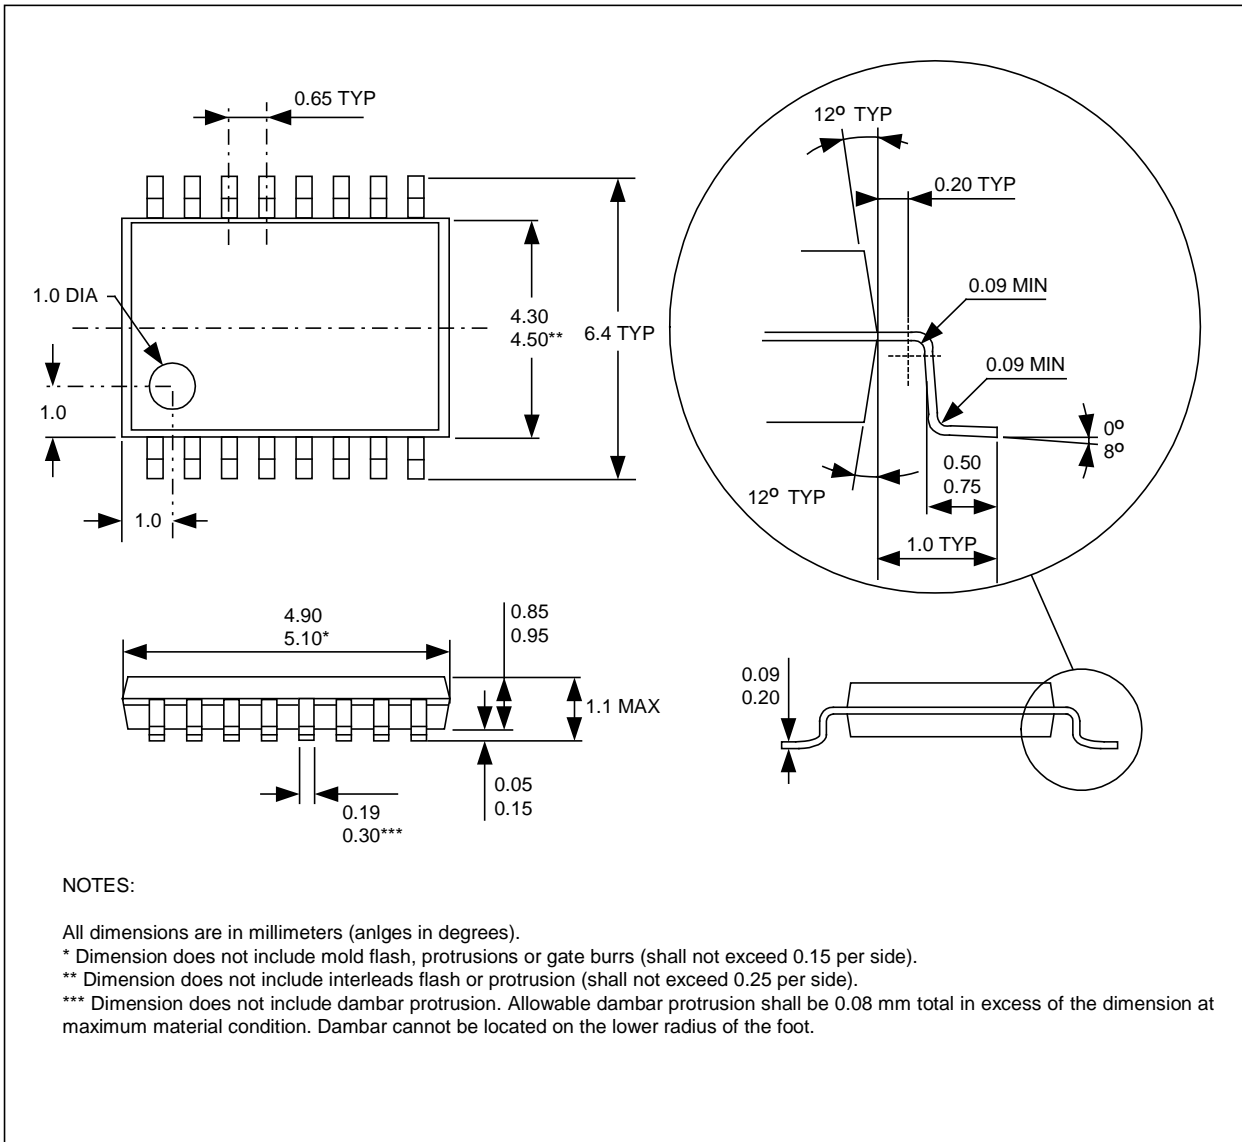 0.65 TYP
12º TYP
0.20 TYP
1.0 DIA
0.09 MIN
4.30
4.50**
6.4 TYP
0.09 MIN
1.0
0º
8º
0.50
0.75
12º TYP
1.0
1.0 TYP
4.90
5.10*
0.85
0.95
0.09
0.20
1.1 MAX
0.05
0.15
0.19
0.30***
NOTES:
All dimensions are in millimeters (anlges in degrees).
* Dimension does not include mold flash, protrusions or gate burrs (shall not exceed 0.15 per side).
** Dimension does not include interleads flash or protrusion (shall not exceed 0.25 per side).
*** Dimension does not include dambar protrusion. Allowable dambar protrusion shall be 0.08 mm total in excess of the dimension at
maximum material condition. Dambar cannot be located on the lower radius of the foot.